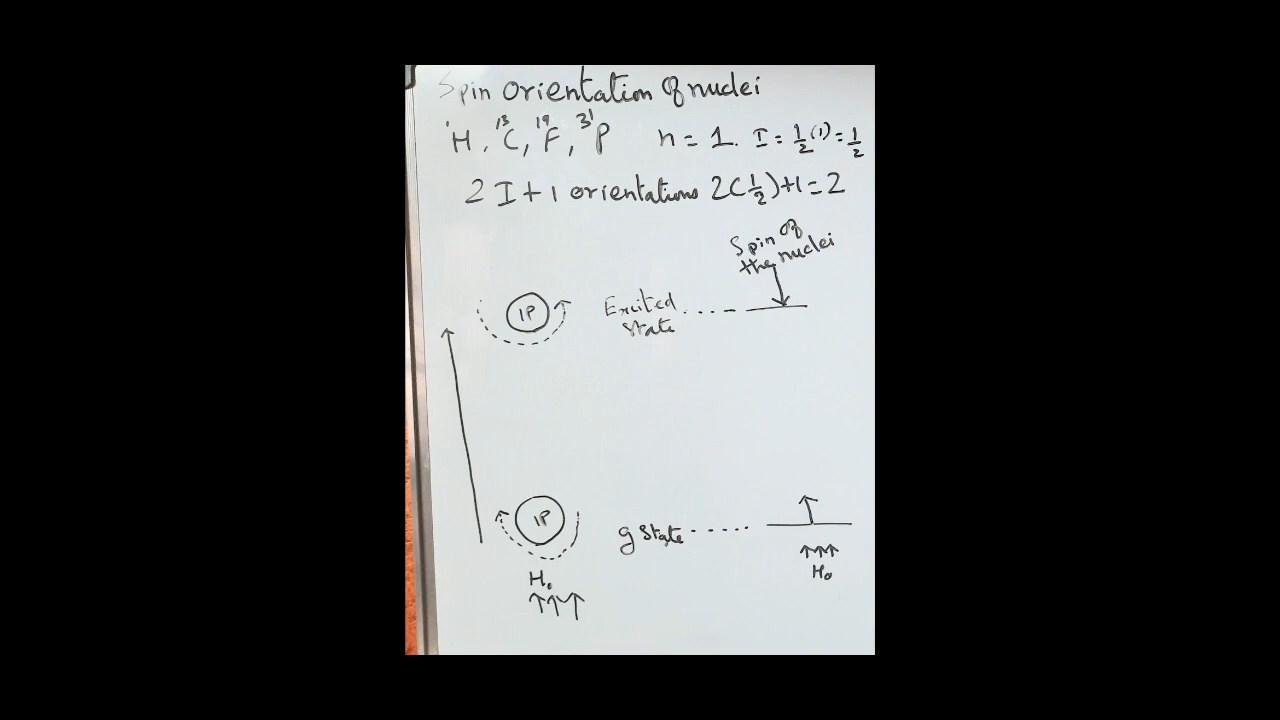 Spin Orientation of nuclei
¹H, ¹³C, ¹⁹F, ³¹P n = 1. I = 1/2(1) = 1/2
2I+1 orientations 2(1/2)+1=2
Spin of
the nuclei
1P Excited
State
1P g State
H₀ H₀